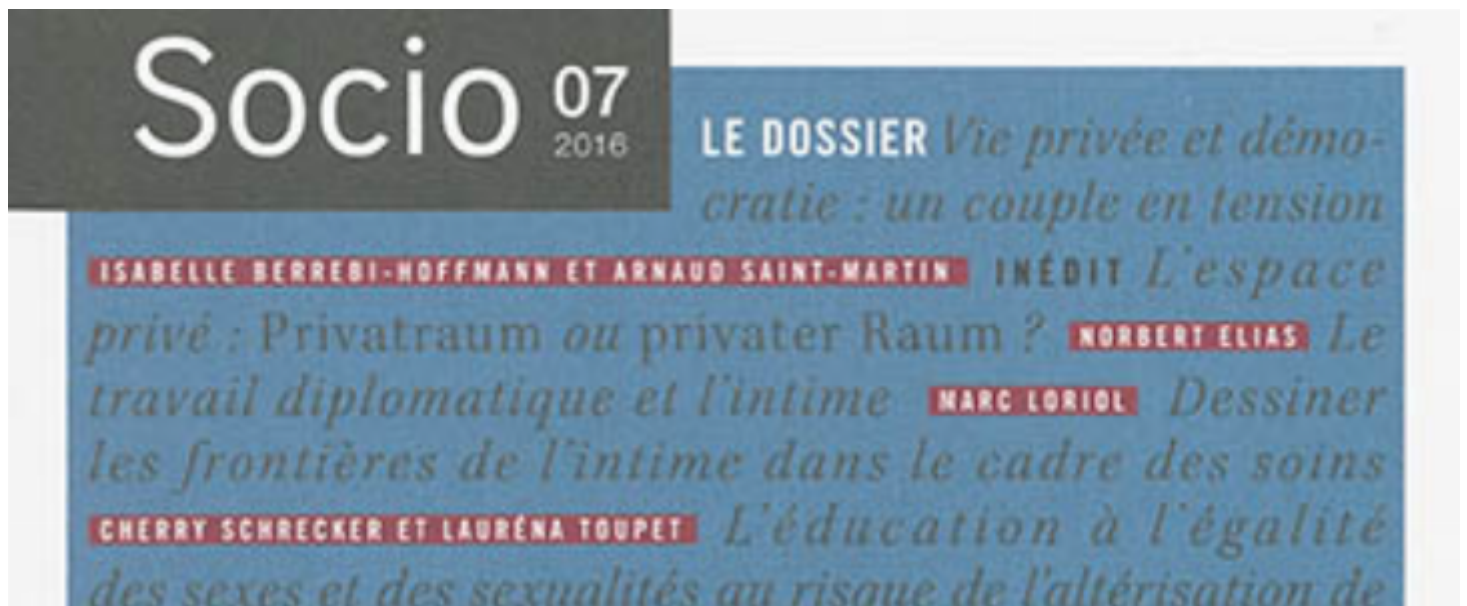 Socio 07
2016
LE DOSSIER Vie privée et démo-
cratie : un couple en tension
ISABELLE BERREBI-HOFFMANN ET ARNAUD SAINT-MARTIN INÉDIT L'espace
privé : Privatraum ou privater Raum ? NORBERT ELIAS Le
travail diplomatique et l'intime MARC LORIOL Dessiner
les frontières de l'intime dans le cadre des soins
CHERRY SCHRECKER ET LAURÉNA TOUPET L'éducation à l'égalité
des sexes et des sexualités au risque de l'altérisation de